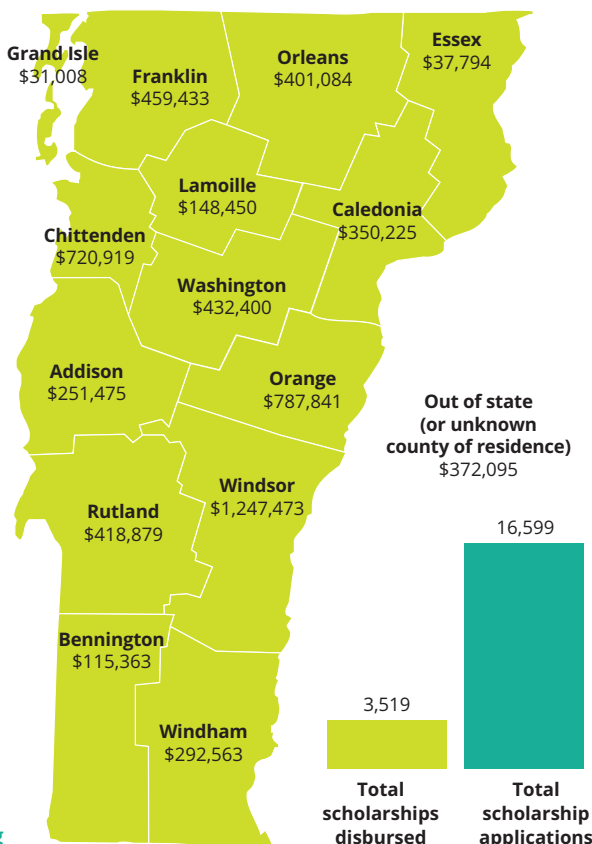 Grand Isle
$31,008
Franklin
$459,433
Orleans
$401,084
Essex
$37,794
Lamoille
$148,450
Caledonia
$350,225
Chittenden
$720,919
Washington
$432,400
Addison
$251,475
Orange
$787,841
Out of state
(or unknown
county of residence)
$372,095
Windsor
$1,247,473
Rutland
$418,879
Bennington
$115,363
Windham
$292,563
16,599
3,519
Total
scholarships
disbursed
Total
scholarship
applications
g